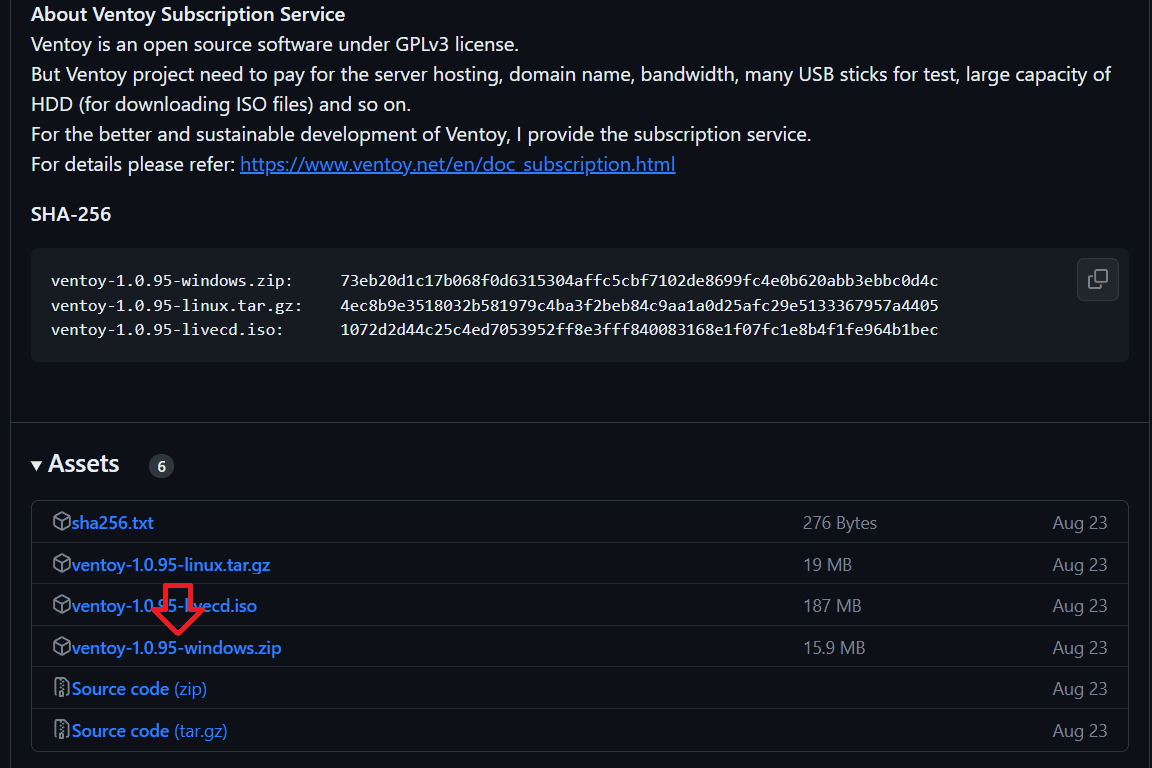 About Ventoy Subscription Service
Ventoy is an open source software under GPLv3 license.
But Ventoy project need to pay for the server hosting, domain name, bandwidth, many USB sticks for test, large capacity of
HDD (for downloading ISO files) and so on.
For the better and sustainable development of Ventoy, I provide the subscription service.
For details please refer: https://www.ventoy.net/en/doc_subscription.html
SHA-256
ventoy-1.0.95-windows.zip: 73eb20d1c17b068f0d6315304affc5cbf7102de8699fc4e0b620abb3ebbc0d4c
ventoy-1.0.95-linux.tar.gz: 4ec8b9e3518032b581979c4ba3f2beb84c9aa1a0d25afc29e5133367957a4405
ventoy-1.0.95-livecd.iso: 1072d2d44c25c4ed7053952ff8e3fff840083168e1f07fc1e8b4f1fe964b1bec
Assets 6
sha256.txt 276 Bytes Aug 23
ventoy-1.0.95-linux.tar.gz 19 MB Aug 23
ventoy-1.0.95-livecd.iso 187 MB Aug 23
ventoy-1.0.95-windows.zip 15.9 MB Aug 23
Source code (zip) Aug 23
Source code (tar.gz) Aug 23